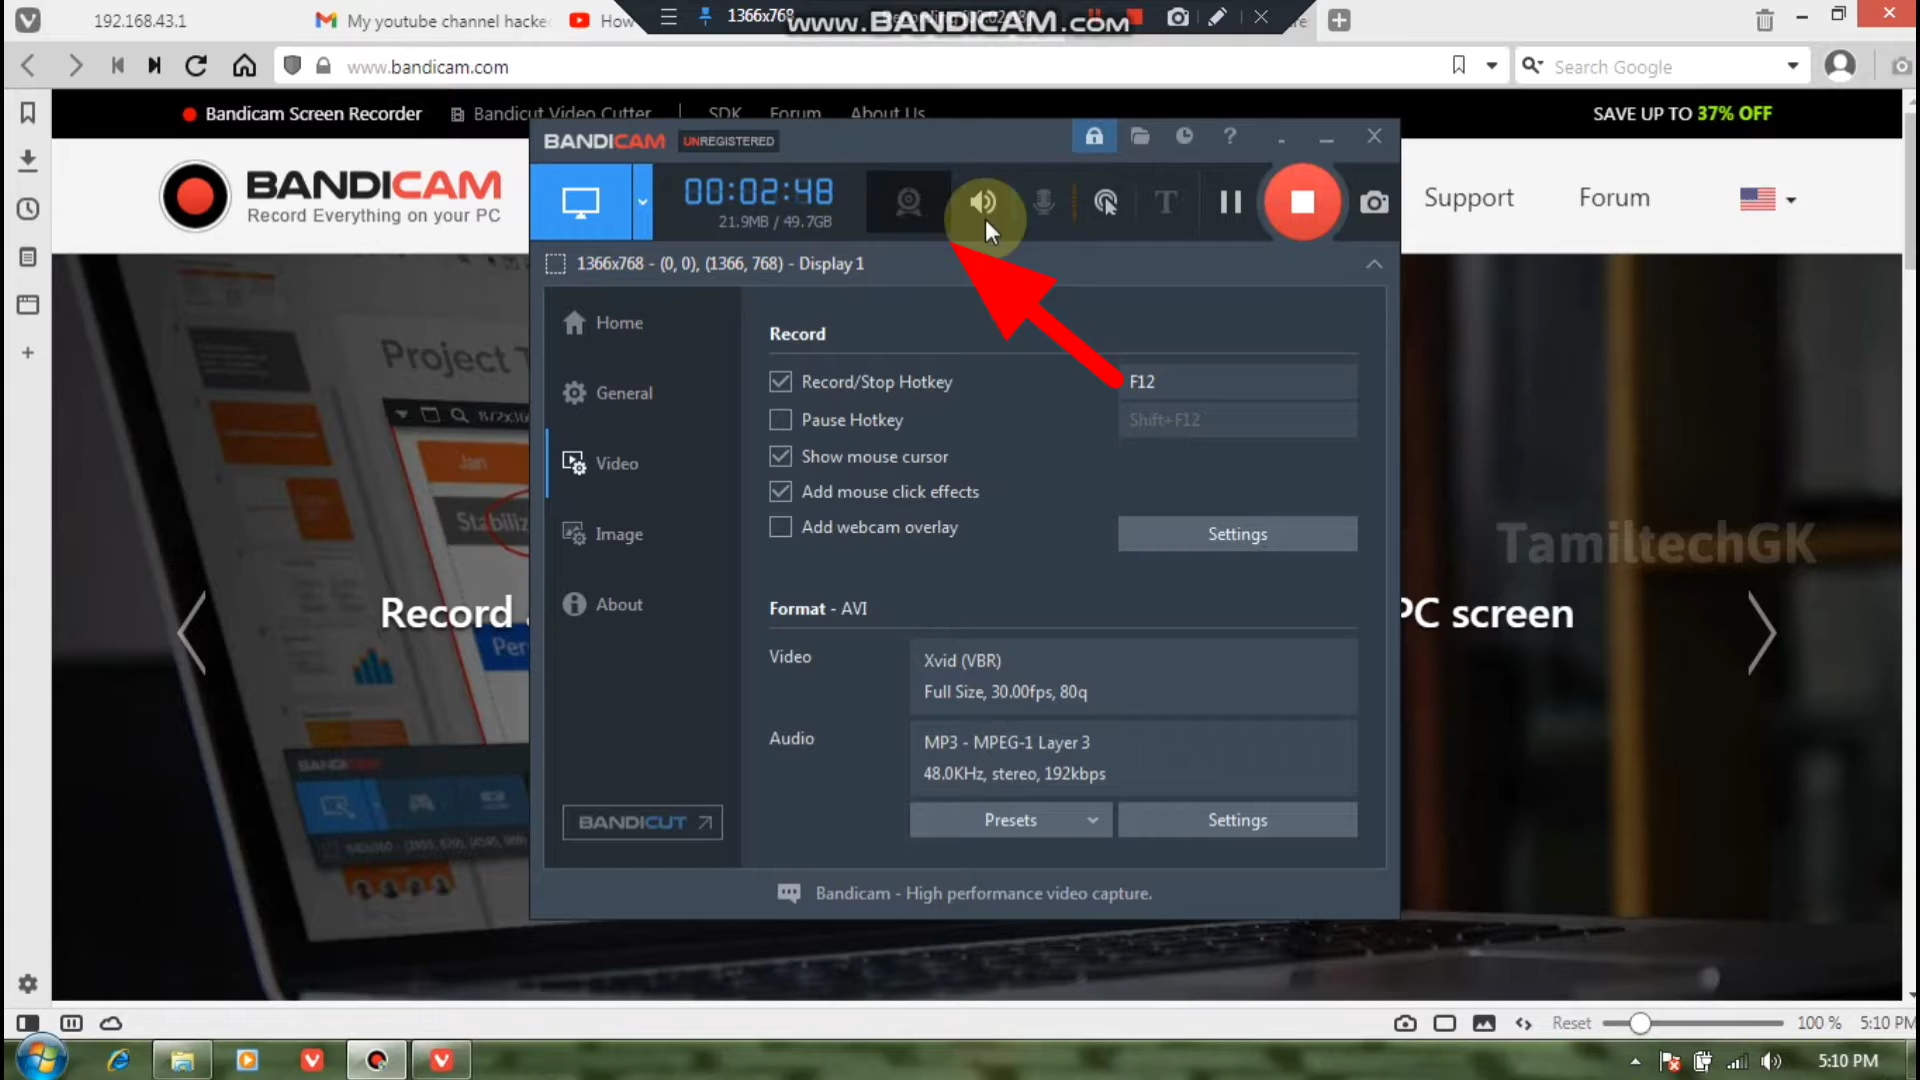 192.168.43.1
My youtube channel hacke
How
1366x768
www.BANDICAM.com
www.bandicam.com
Search Google
Bandicam Screen Recorder
Bandicut Video Cutter
SDK
Forum
About Us
SAVE UP TO 37% OFF
BANDICAM
Record Everything on your PC
Support
Forum
BANDICAM UNREGISTERED
00:02:48
21.9MB / 49.7GB
1366x768 - (0, 0), (1366, 768) - Display 1
Home
General
Video
Image
About
BANDICUT
Record
Record/Stop Hotkey
F12
Pause Hotkey
Shift+F12
Show mouse cursor
Add mouse click effects
Add webcam overlay
Settings
Format - AVI
Video
Xvid (VBR)
Full Size, 30.00fps, 80q
Audio
MP3 - MPEG-1 Layer 3
48.0KHz, stereo, 192kbps
Presets
Settings
Bandicam - High performance video capture.
Project T
Jan
Stabiliz
Record
PC screen
TamiltechGK
Reset
100 %
5:10 PM
5:10 PM